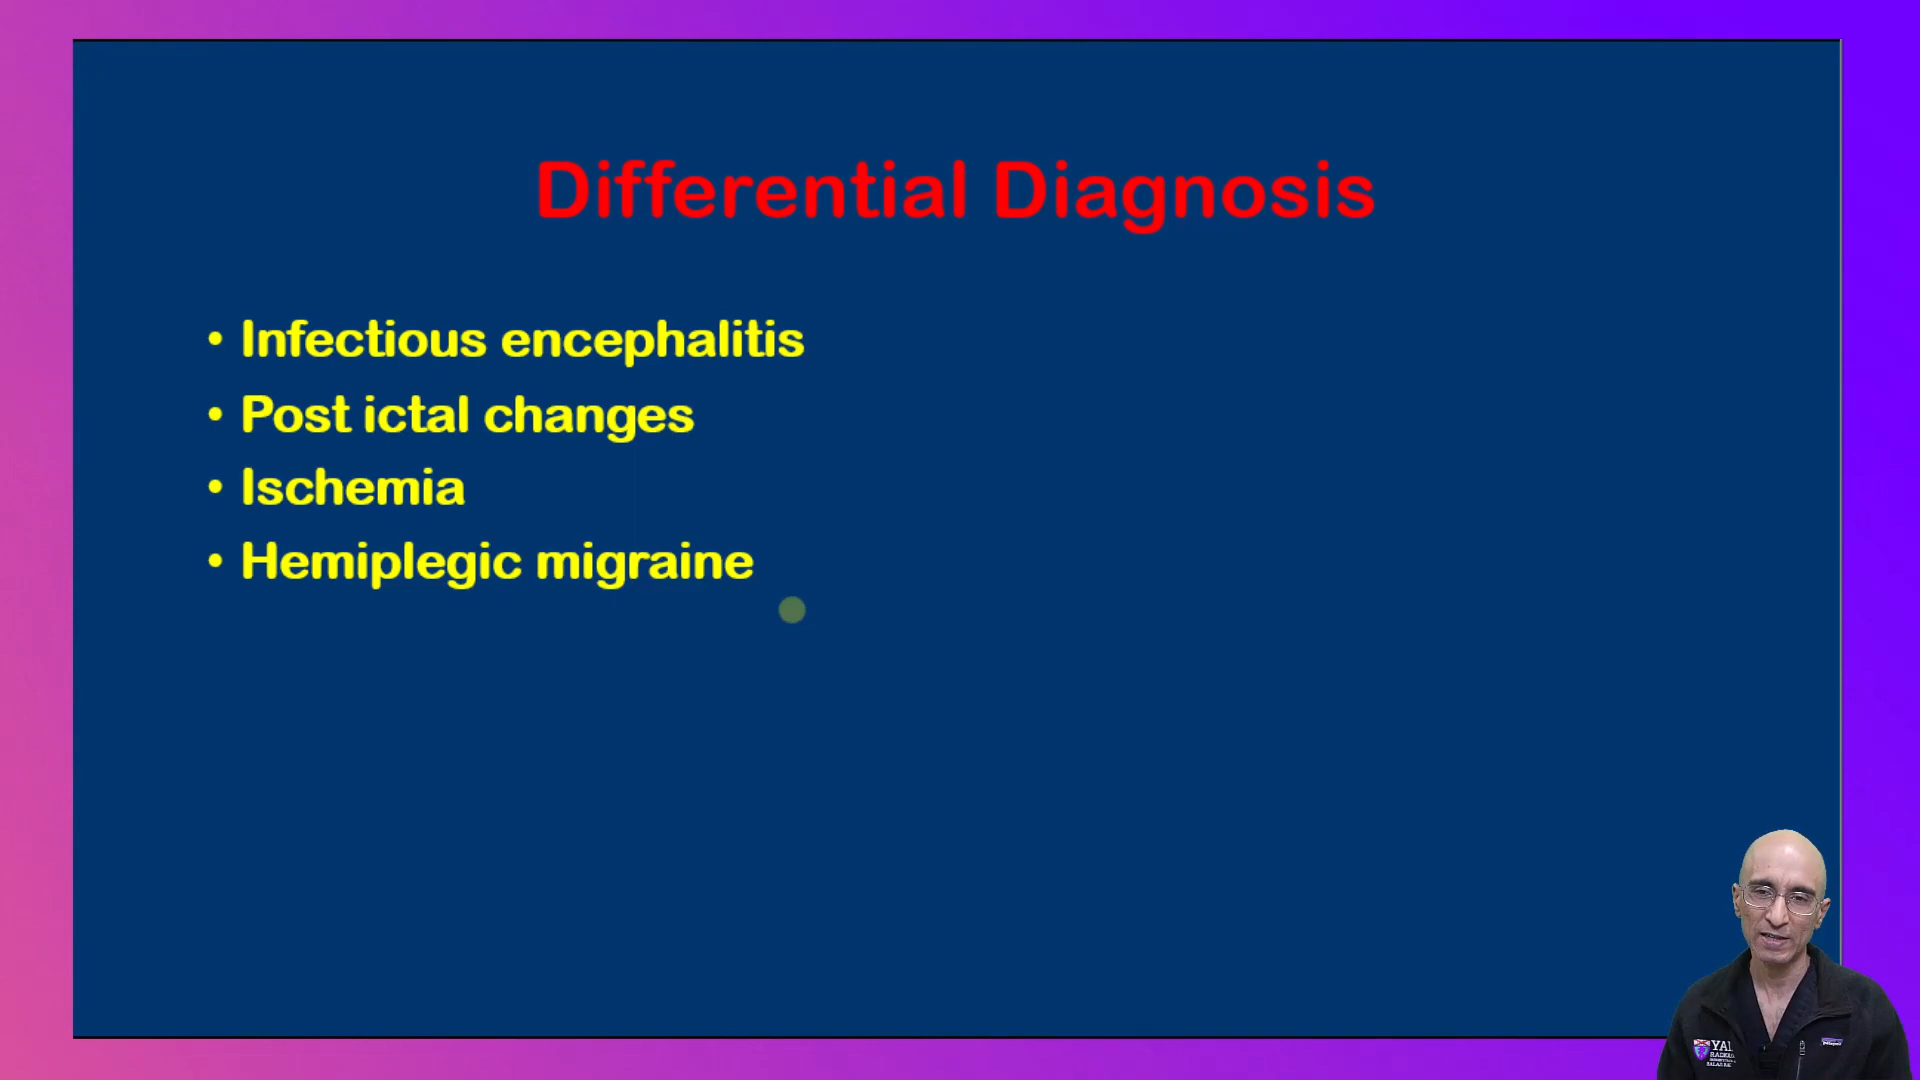 Differential Diagnosis
• Infectious encephalitis
• Post ictal changes
• Ischemia
• Hemiplegic migraine